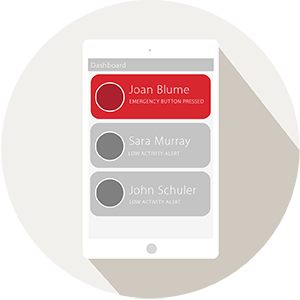 Dashboard
Joan Blume
EMERGENCY BUTTON PRESSED
Sara Murray
LOW ACTIVITY ALERT
John Schuler
LOW ACTIVITY ALERT